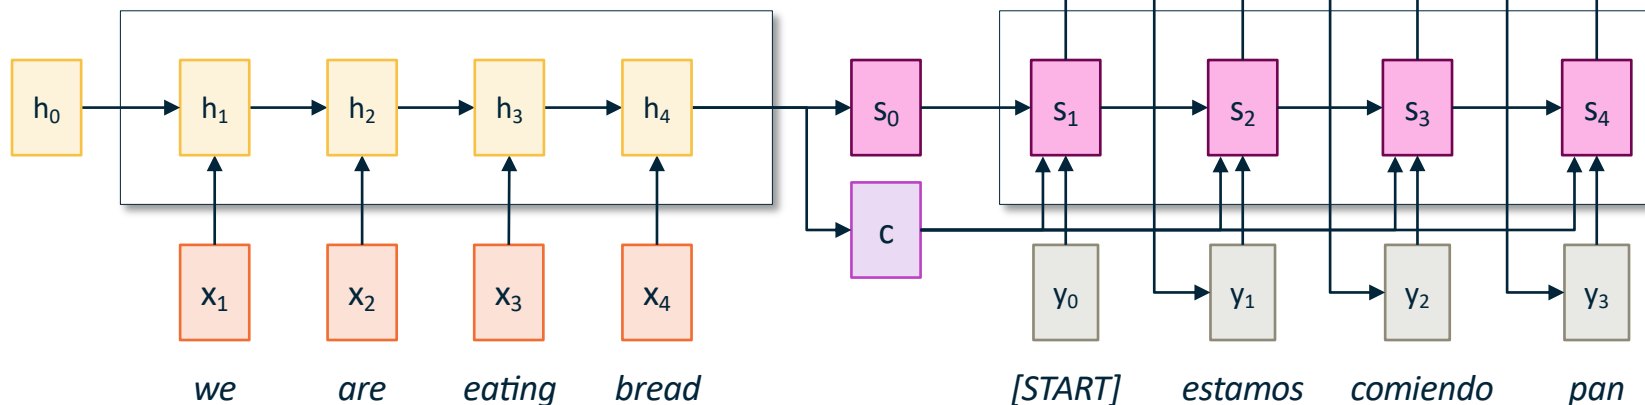 h₀ h₁ h₂ h₃ h₄ s₀ s₁ s₂ s₃ s₄
c
x₁ x₂ x₃ x₄ y₀ y₁ y₂ y₃
we are eating bread [START] estamos comiendo pan